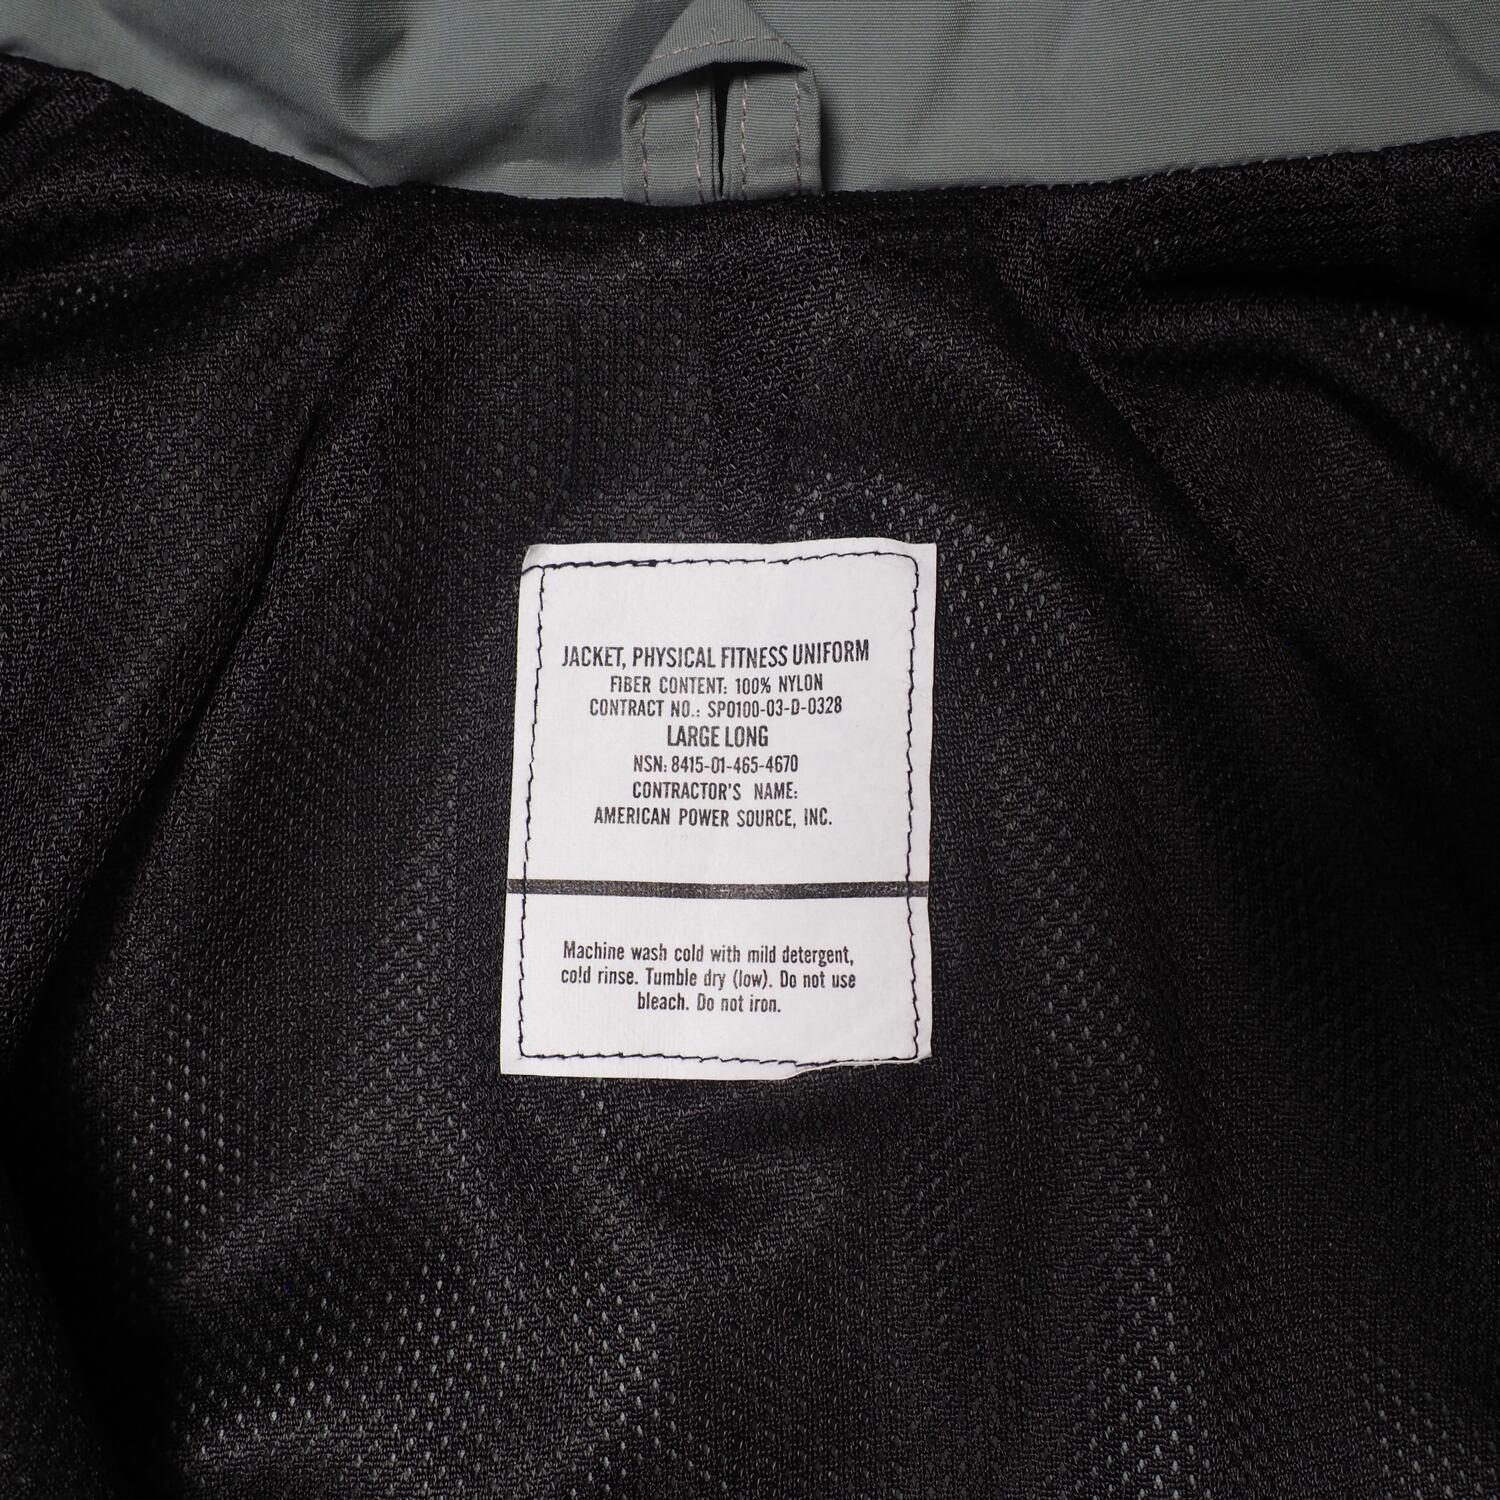 JACKET, PHYSICAL FITNESS UNIFORM
FIBER CONTENT: 100% NYLON
CONTRACT NO.: SPO100-03-D-0328
LARGE LONG
NSN: 8415-01-465-4670
CONTRACTOR'S NAME:
AMERICAN POWER SOURCE, INC.
Machine wash cold with mild detergent,
cold rinse. Tumble dry (low). Do not use
bleach. Do not iron.